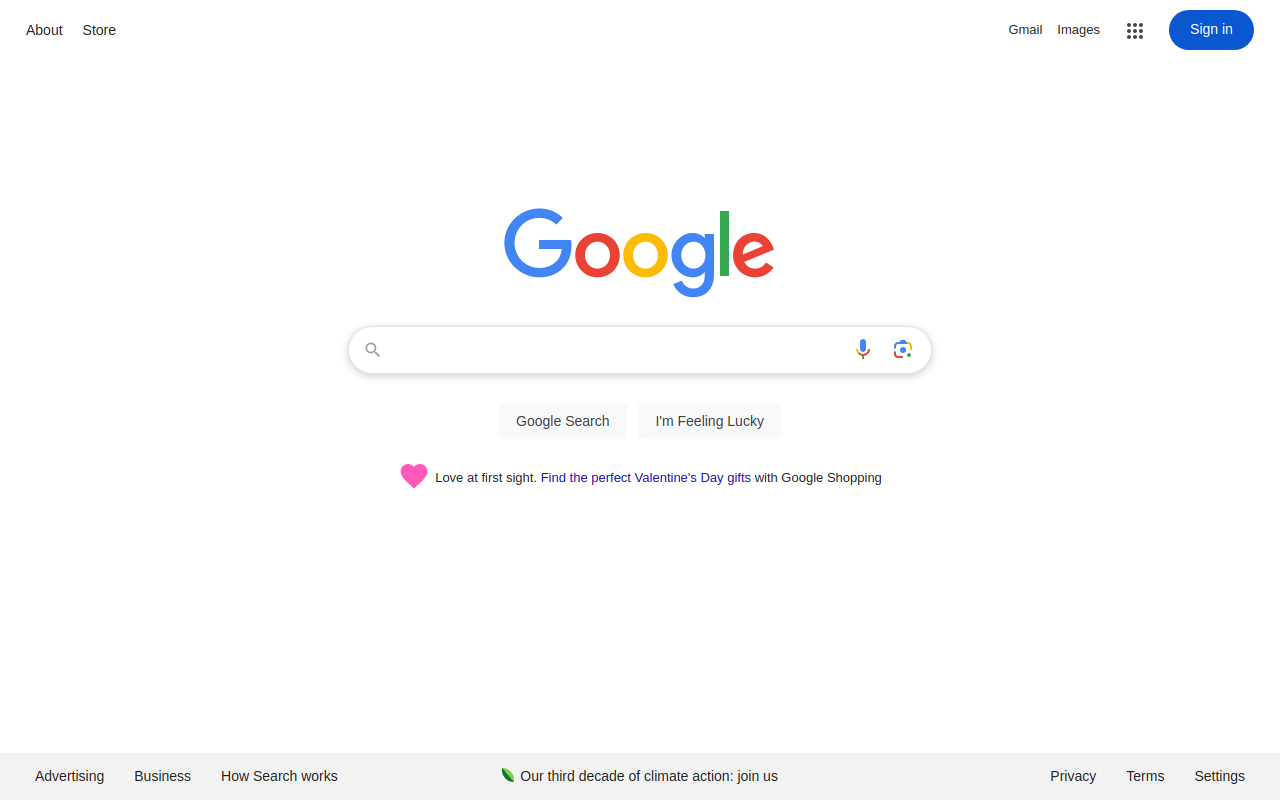 About Store Gmail Images Sign in
Google
Google Search I'm Feeling Lucky
Love at first sight. Find the perfect Valentine's Day gifts with Google Shopping
Advertising Business How Search works Our third decade of climate action: join us Privacy Terms Settings